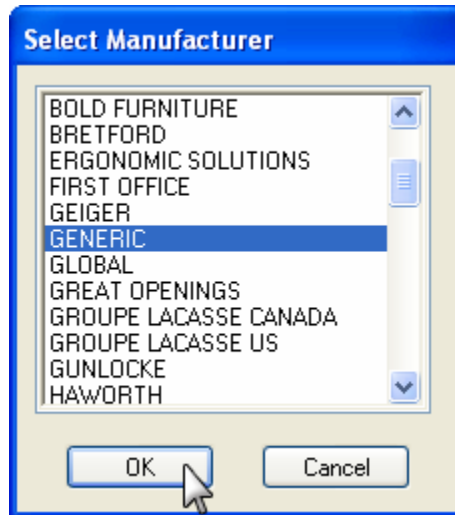 Select Manufacturer
BOLD FURNITURE
BRETFORD
ERGONOMIC SOLUTIONS
FIRST OFFICE
GEIGER
GENERIC
GLOBAL
GREAT OPENINGS
GROUPE LACASSE CANADA
GROUPE LACASSE US
GUNLOCKE
HAWORTH
OK Cancel